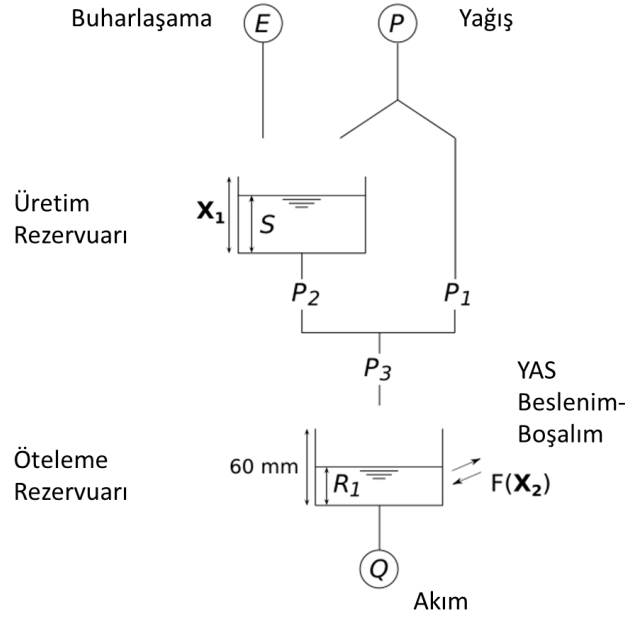 Buharlaşama
E
P
Yağış
Üretim
Rezervuarı
X1
S
P2
P1
P3
YAS
Beslenim-
Boşalım
Öteleme
Rezervuarı
60 mm
R1
F(X2)
Q
Akım